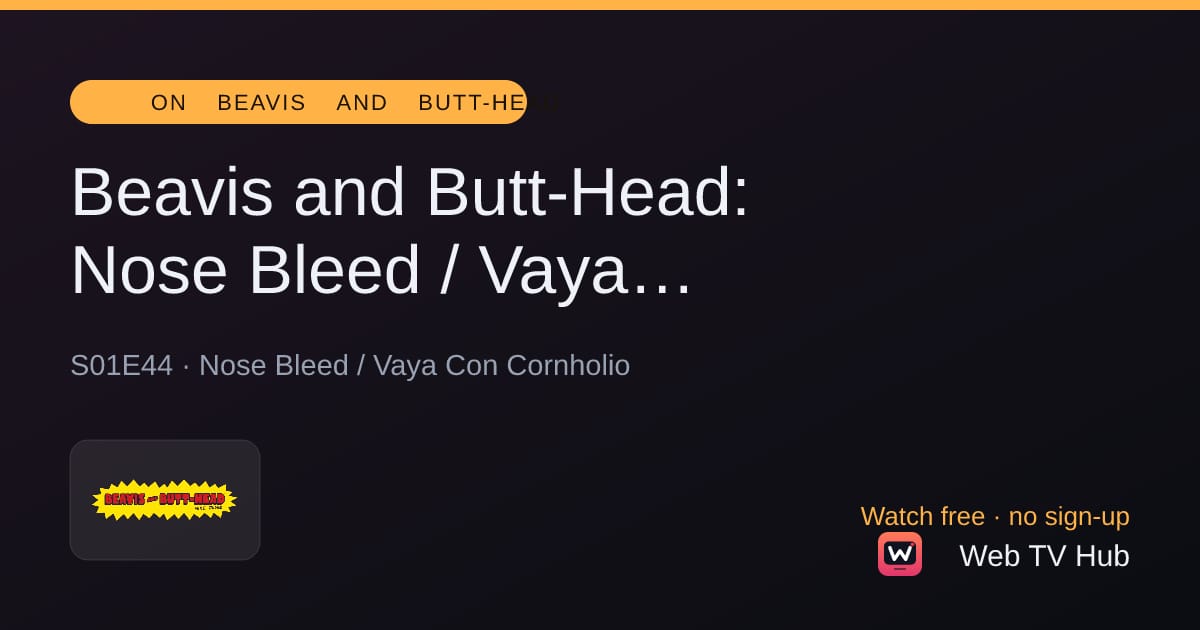 ON BEAVIS AND BUTT-HEAD
Beavis and Butt-Head:
Nose Bleed / Vaya…
S01E44 · Nose Bleed / Vaya Con Cornholio
BEAVIS AND BUTT-HEAD
Watch free · no sign-up
W
Web TV Hub